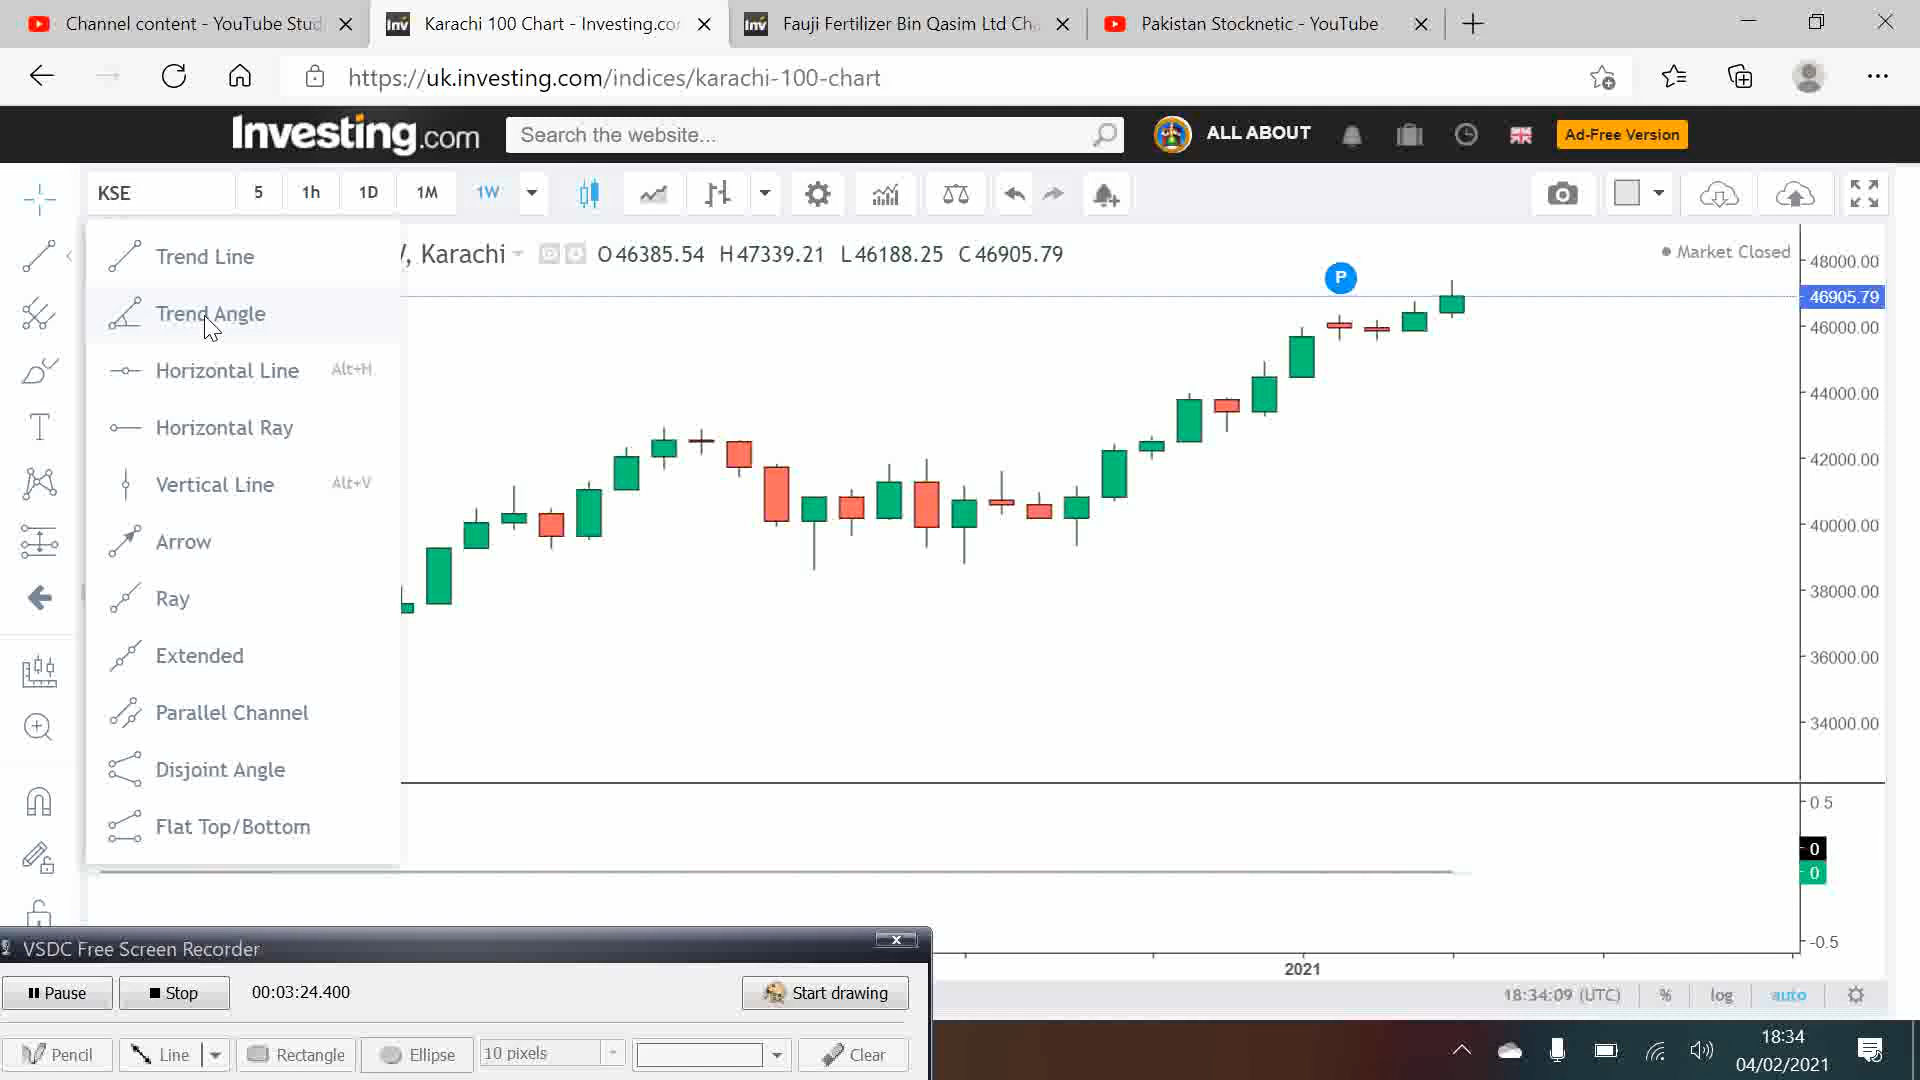 Channel content - YouTube Stud
Karachi 100 Chart - Investing.co
Fauji Fertilizer Bin Qasim Ltd Ch
Pakistan Stocknetic - YouTube
https://uk.investing.com/indices/karachi-100-chart
Investing.com
Search the website...
ALL ABOUT
Ad-Free Version
KSE
5
1h
1D
1M
1W
Karachi
O46385.54 H47339.21 L46188.25 C46905.79
Market Closed
P
Trend Line
Trend Angle
Horizontal Line Alt+H
Horizontal Ray
Vertical Line Alt+V
Arrow
Ray
Extended
Parallel Channel
Disjoint Angle
Flat Top/Bottom
48000.00
46905.79
46000.00
44000.00
42000.00
40000.00
38000.00
36000.00
34000.00
0.5
0
0
-0.5
2021
18:34:09 (UTC)
%
log
auto
VSDC Free Screen Recorder
Pause
Stop
00:03:24.400
Start drawing
Pencil
Line
Rectangle
Ellipse
10 pixels
Clear
18:34
04/02/2021